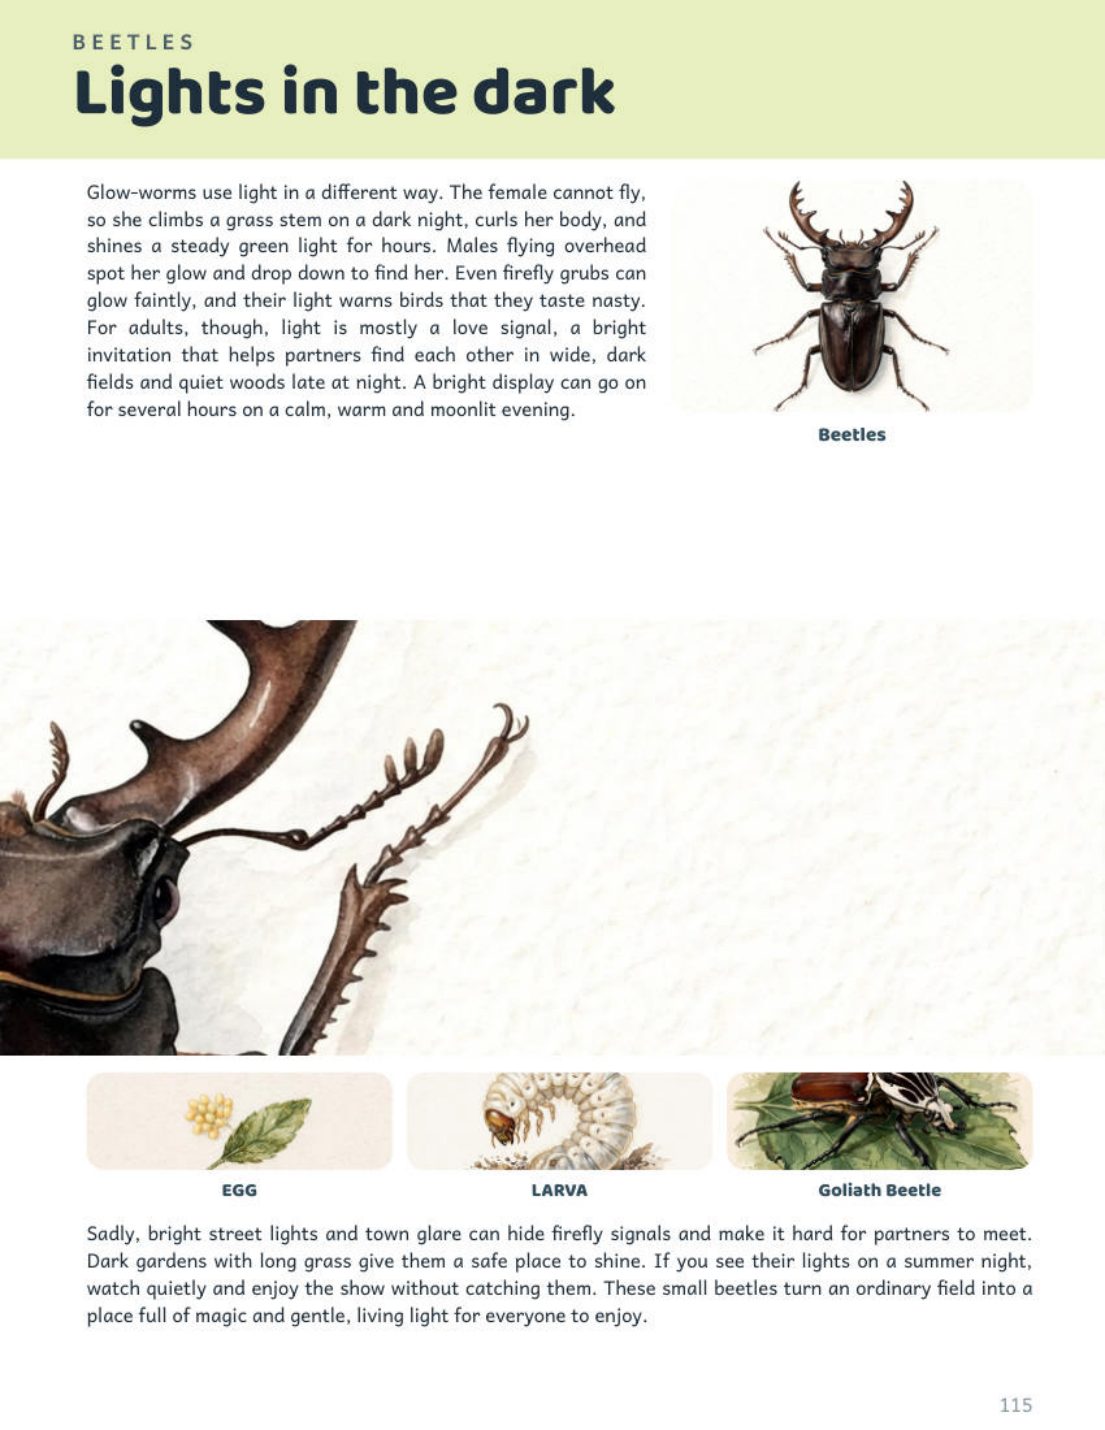 BEETLES
Lights in the dark
Glow-worms use light in a different way. The female cannot fly,
so she climbs a grass stem on a dark night, curls her body, and
shines a steady green light for hours. Males flying overhead
spot her glow and drop down to find her. Even firefly grubs can
glow faintly, and their light warns birds that they taste nasty.
For adults, though, light is mostly a love signal, a bright
invitation that helps partners find each other in wide, dark
fields and quiet woods late at night. A bright display can go on
for several hours on a calm, warm and moonlit evening.
Beetles
EGG
LARVA
Goliath Beetle
Sadly, bright street lights and town glare can hide firefly signals and make it hard for partners to meet.
Dark gardens with long grass give them a safe place to shine. If you see their lights on a summer night,
watch quietly and enjoy the show without catching them. These small beetles turn an ordinary field into a
place full of magic and gentle, living light for everyone to enjoy.
115